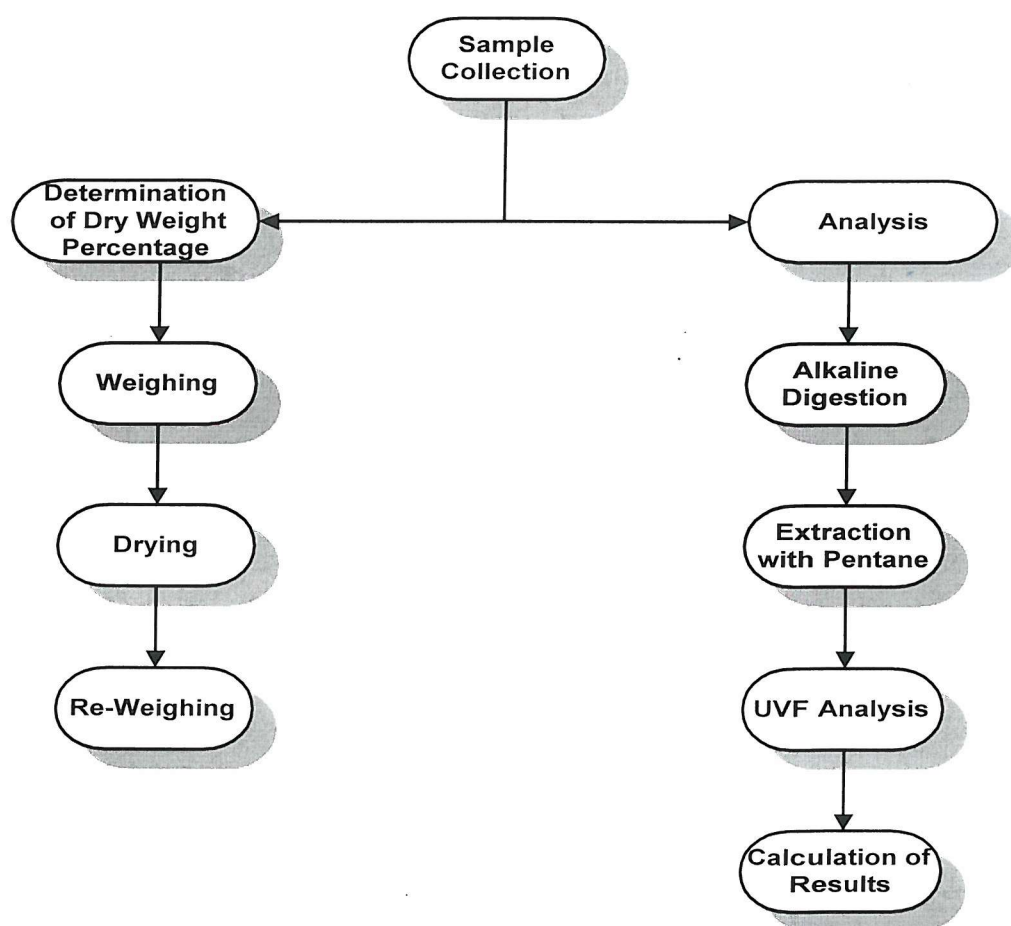 Sample
Collection
Determination
of Dry Weight
Percentage
Analysis
Weighing
Alkaline
Digestion
Drying
Extraction
with Pentane
Re-Weighing
UVF Analysis
Calculation of
Results